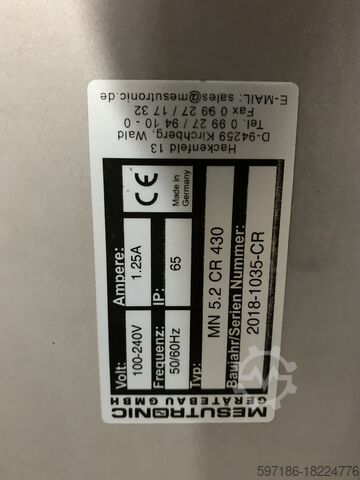 MESUTRONIC
GERÄTEBAU GMBH
Volt: Ampere:
100-240V 1.25A
Frequenz: IP:
50/60Hz 65
Made in
Germany
CE
Typ:
MN 5.2 CR 430
Baujahr/Serien Nummer:
2018-1035-CR
Hackenfeld 13
D-94259 Kirchberg, Wald
Tel. 0 99 27 / 94 10 - 0
Fax 0 99 27 / 17 32
E-MAIL: sales@mesutronic.de
597186-18224776